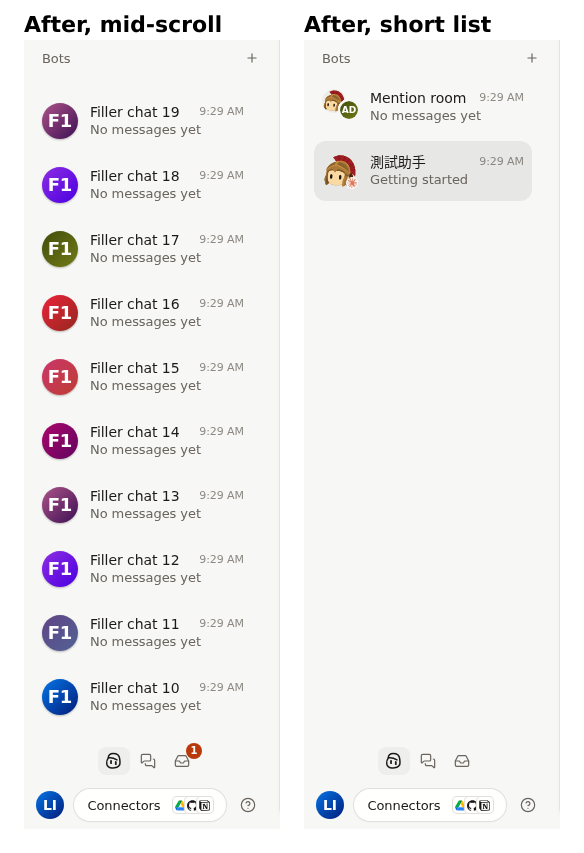 After, mid-scroll
Bots
F1
Filler chat 19
9:29 AM
No messages yet
F1
Filler chat 18
9:29 AM
No messages yet
F1
Filler chat 17
9:29 AM
No messages yet
F1
Filler chat 16
9:29 AM
No messages yet
F1
Filler chat 15
9:29 AM
No messages yet
F1
Filler chat 14
9:29 AM
No messages yet
F1
Filler chat 13
9:29 AM
No messages yet
F1
Filler chat 12
9:29 AM
No messages yet
F1
Filler chat 11
9:29 AM
No messages yet
F1
Filler chat 10
9:29 AM
No messages yet
1
LI
Connectors
After, short list
Bots
AD
Mention room
9:29 AM
No messages yet
測試助手
9:29 AM
Getting started
LI
Connectors